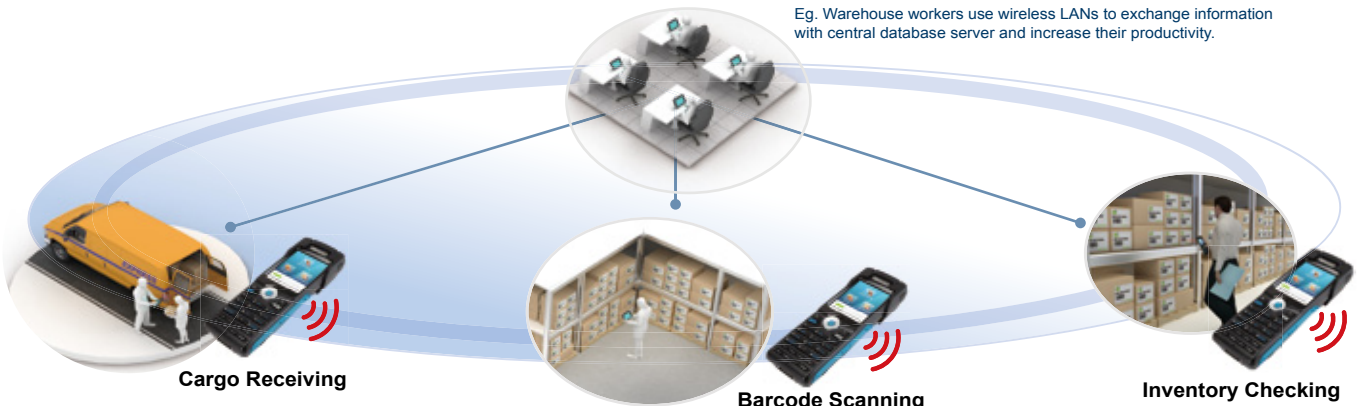 Eg. Warehouse workers use wireless LANs to exchange information
with central database server and increase their productivity.
EXPRESS
Cargo Receiving
Barcode Scanning
Inventory Checking